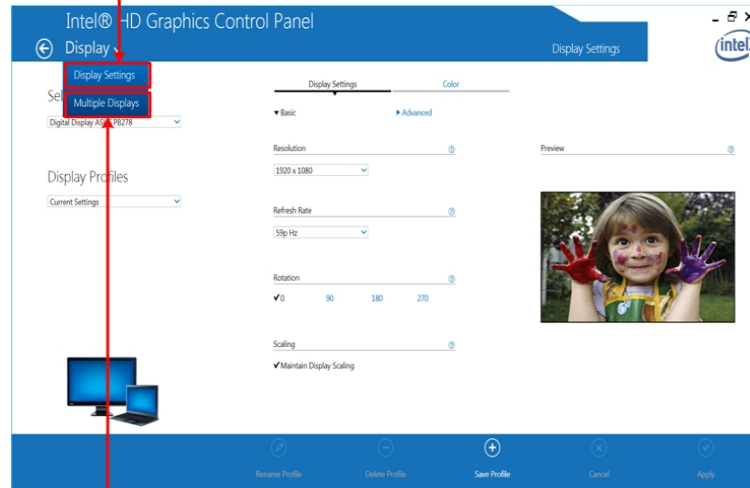 Intel® HD Graphics Control Panel
Display
Display Settings
intel
Display Settings
Multiple Displays
Digital Display
PB278
Display Profiles
Current Settings
Display Settings
Color
Basic
Advanced
Resolution
1920 x 1080
Refresh Rate
59p Hz
Rotation
0 90 180 270
Scaling
Maintain Display Scaling
Preview
Rename Profile
Delete Profile
Save Profile
Cancel
Apply